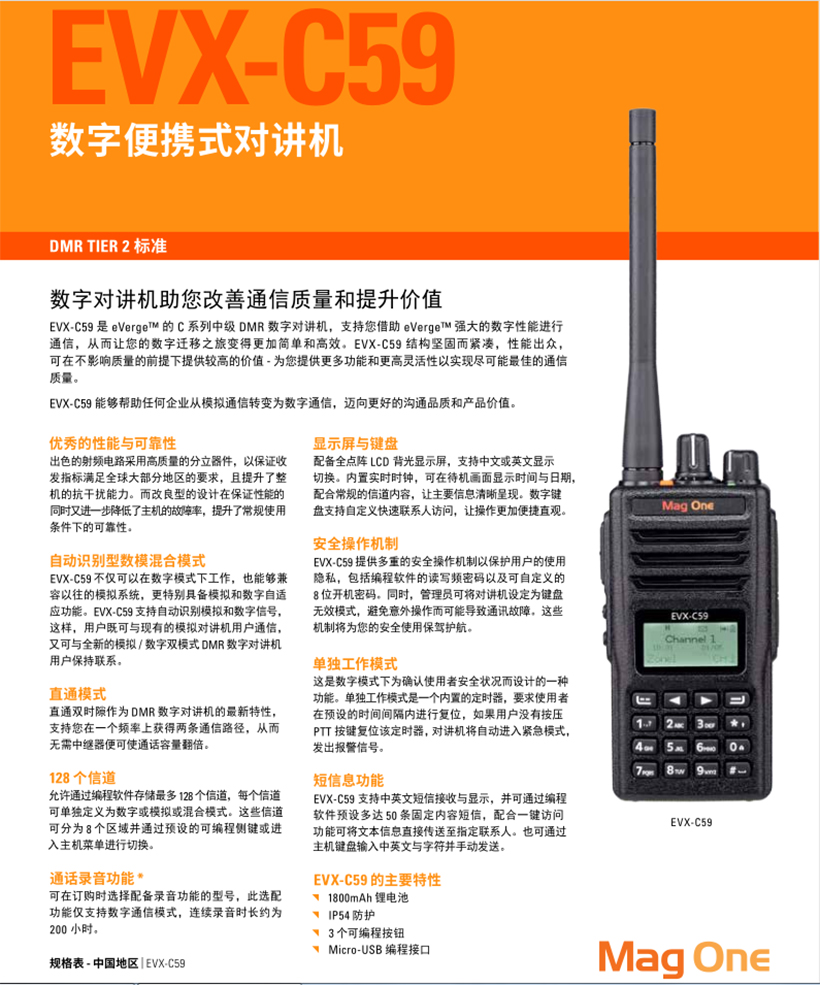 EVX-C59
数字便携式对讲机
DMR TIER 2 标准
数字对讲机助您改善通信质量和提升价值
EVX-C59 是 eVerge™ 的 C 系列中级 DMR 数字对讲机，支持您借助 eVerge™ 强大的数字性能进行
通信，从而让您的数字迁移之旅变得更加简单和高效。EVX-C59 结构坚固而紧凑，性能出众，
可在不影响质量的前提下提供较高的价值 - 为您提供更多功能和更高灵活性以实现尽可能最佳的通信
质量。
EVX-C59 能够帮助任何企业从模拟通信转变为数字通信，迈向更好的沟通品质和产品价值。
优秀的性能与可靠性
出色的射频电路采用高质量的分立器件，以保证收
发指标满足全球大部分地区的要求，且提升了整
机的抗干扰能力。而改良型的设计在保证性能的
同时又进一步降低了主机的故障率，提升了常规使用
条件下的可靠性。
自动识别型数模混合模式
EVX-C59 不仅可以在数字模式下工作，也能够兼
容以往的模拟系统，更特别具备模拟和数字自适
应功能。EVX-C59 支持自动识别模拟和数字信号，
这样，用户既可与现有的模拟对讲机用户通信，
又可与全新的模拟 / 数字双模式 DMR 数字对讲机
用户保持联系。
直通模式
直通双时隙作为 DMR 数字对讲机的最新特性，
支持您在一个频率上获得两条通信路径，从而
无需中继器便可使通话容量翻倍。
128 个信道
允许通过编程软件存储最多 128 个信道，每个信道
可单独定义为数字或模拟或混合模式。这些信道
可分为 8 个区域并通过预设的可编程侧键或进
入主机菜单进行切换。
通话录音功能 *
可在订购时选择配备录音功能的型号，此选配
功能仅支持数字通信模式，连续录音时长约为
200 小时。
显示屏与键盘
配备全点阵 LCD 背光显示屏，支持中文或英文显示
切换。内置实时时钟，可在待机画面显示时间与日期，
配合常规的信道内容，让主要信息清晰呈现。数字键
盘支持自定义快速联系人访问，让操作更加便捷直观。
安全操作机制
EVX-C59 提供多重的安全操作机制以保护用户的使用
隐私，包括编程软件的读写频密码以及可自定义的
8 位开机密码。同时，管理员可将对讲机设定为键盘
无效模式，避免意外操作而可能导致通讯故障。这些
机制将为您的安全使用保驾护航。
单独工作模式
这是数字模式下为确认使用者安全状况而设计的一种
功能。单独工作模式是一个内置的定时器，要求使用者
在预设的时间间隔内进行复位，如果用户没有按压
PTT 按键复位该定时器，对讲机将自动进入紧急模式，
发出报警信号。
短信息功能
EVX-C59 支持中英文短信接收与显示，并可通过编程
软件预设多达 50 条固定内容短信，配合一键访问
功能可将文本信息直接传送至指定联系人。也可通过
主机键盘输入中英文与字符并手动发送。
EVX-C59 的主要特性
1800mAh 锂电池
IP54 防护
3 个可编程按钮
Micro-USB 编程接口
Mag One
EVX-C59
Channel 1
EVX-C59
规格表 - 中国地区 | EVX-C59
Mag One